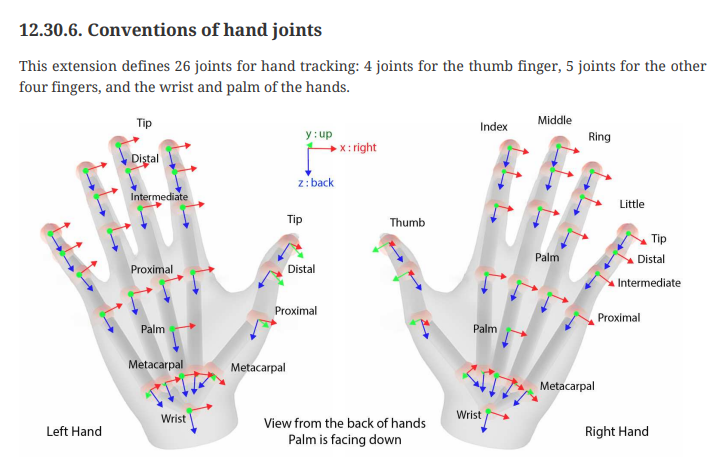 12.30.6. Conventions of hand joints
This extension defines 26 joints for hand tracking: 4 joints for the thumb finger, 5 joints for the other
four fingers, and the wrist and palm of the hands.
Tip
Distal
Intermediate
Proximal
Palm
Metacarpal
Wrist
Left Hand
Tip
Distal
Proximal
Metacarpal
y : up
x : right
z : back
View from the back of hands
Palm is facing down
Thumb
Index
Middle
Ring
Little
Tip
Distal
Intermediate
Proximal
Metacarpal
Palm
Palm
Wrist
Right Hand